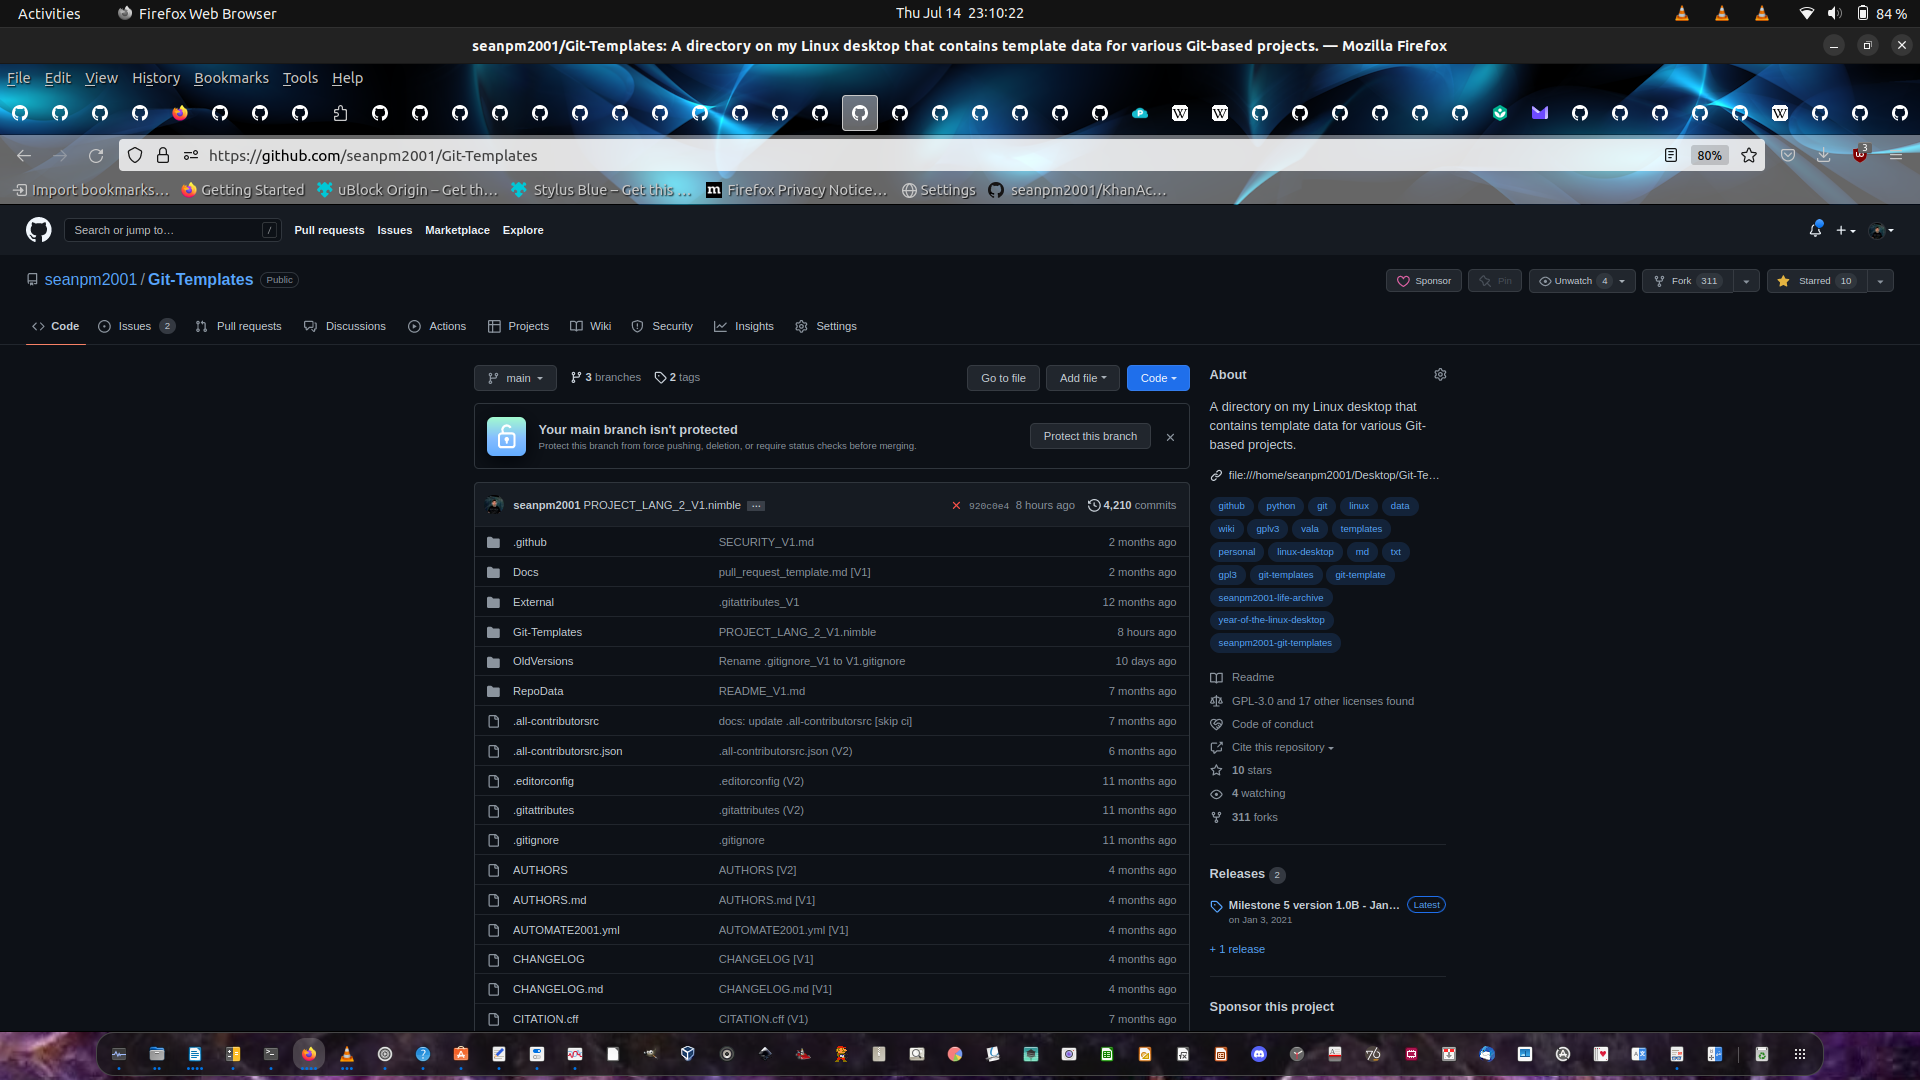 Activities
Firefox Web Browser
Thu Jul 14 23:10:22
84 %
seanpm2001/Git-Templates: A directory on my Linux desktop that contains template data for various Git-based projects. — Mozilla Firefox
File Edit View History Bookmarks Tools Help
https://github.com/seanpm2001/Git-Templates
80%
3
Import bookmarks… Getting Started uBlock Origin – Get th… Stylus Blue – Get this … Firefox Privacy Notice… Settings seanpm2001/KhanAc…
Search or jump to… /
Pull requests Issues Marketplace Explore
seanpm2001 / Git-Templates Public
Sponsor Pin Unwatch 4 Fork 311 Starred 10
Code Issues 2 Pull requests Discussions Actions Projects Wiki Security Insights Settings
main 3 branches 2 tags
Go to file Add file Code
Your main branch isn't protected
Protect this branch from force pushing, deletion, or require status checks before merging.
Protect this branch
seanpm2001 PROJECT_LANG_2_V1.nimble … 920c0e4 8 hours ago 4,210 commits
.github SECURITY_V1.md 2 months ago
Docs pull_request_template.md [V1] 2 months ago
External .gitattributes_V1 12 months ago
Git-Templates PROJECT_LANG_2_V1.nimble 8 hours ago
OldVersions Rename .gitignore_V1 to V1.gitignore 10 days ago
RepoData README_V1.md 7 months ago
.all-contributorsrc docs: update .all-contributorsrc [skip ci] 7 months ago
.all-contributorsrc.json .all-contributorsrc.json (V2) 6 months ago
.editorconfig .editorconfig (V2) 11 months ago
.gitattributes .gitattributes (V2) 11 months ago
.gitignore .gitignore 11 months ago
AUTHORS AUTHORS [V2] 4 months ago
AUTHORS.md AUTHORS.md [V1] 4 months ago
AUTOMATE2001.yml AUTOMATE2001.yml [V1] 4 months ago
CHANGELOG CHANGELOG [V1] 4 months ago
CHANGELOG.md CHANGELOG.md [V1] 4 months ago
CITATION.cff CITATION.cff (V1) 7 months ago
About
A directory on my Linux desktop that
contains template data for various Git-
based projects.
file:///home/seanpm2001/Desktop/Git-Te…
github python git linux data
wiki gplv3 vala templates
personal linux-desktop md txt
gpl3 git-templates git-template
seanpm2001-life-archive
year-of-the-linux-desktop
seanpm2001-git-templates
Readme
GPL-3.0 and 17 other licenses found
Code of conduct
Cite this repository
10 stars
4 watching
311 forks
Releases 2
Milestone 5 version 1.0B - Jan… Latest
on Jan 3, 2021
+ 1 release
Sponsor this project